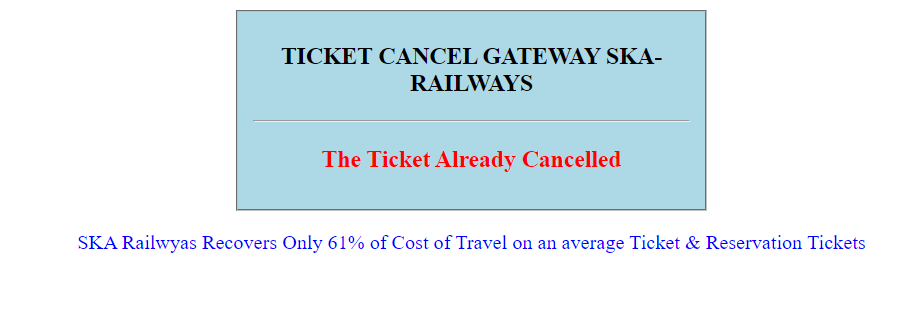 TICKET CANCEL GATEWAY SKA-
RAILWAYS
The Ticket Already Cancelled
SKA Railwyas Recovers Only 61% of Cost of Travel on an average Ticket & Reservation Tickets